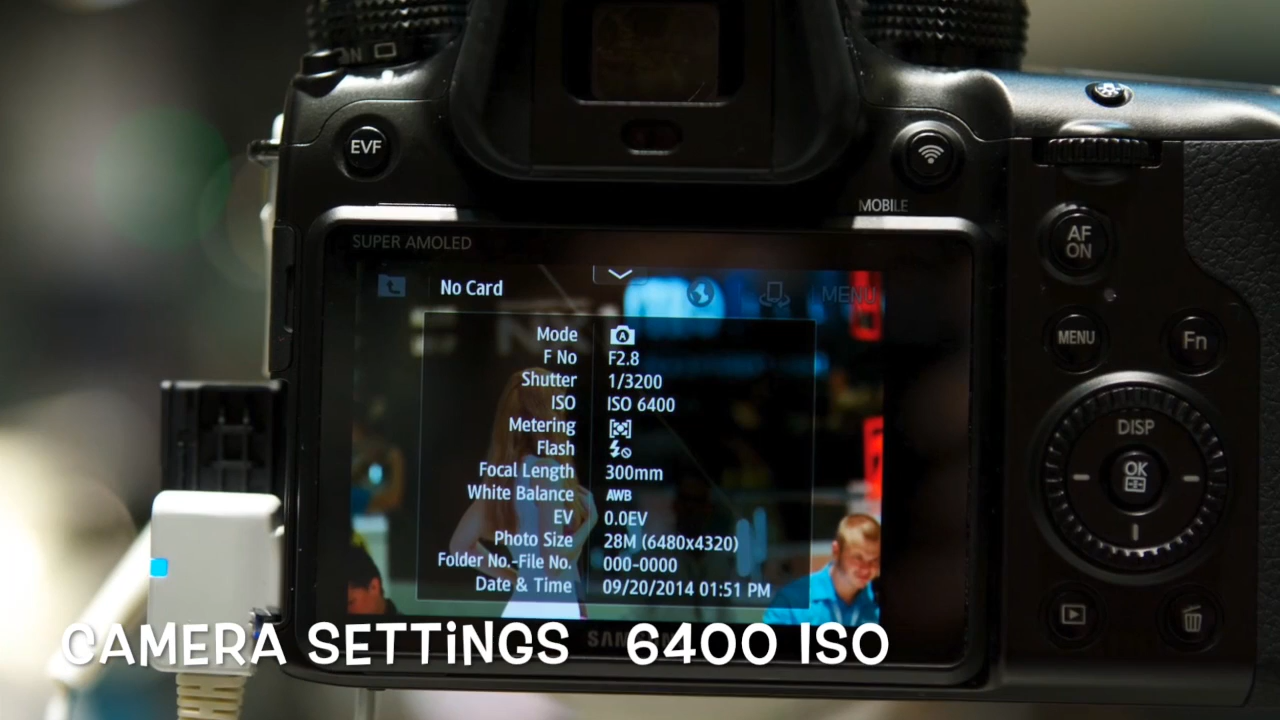 EVF
MOBILE
SUPER AMOLED
AF
ON
No Card
MENU
MENU
Fn
Mode
F No F2.8
Shutter 1/3200
ISO ISO 6400
Metering
Flash
Focal Length 300mm
White Balance AWB
EV 0.0EV
Photo Size 28M (6480x4320)
Folder No.-File No. 000-0000
Date & Time 09/20/2014 01:51 PM
DISP
OK
CAMERA SETTiNGS 6400 ISO